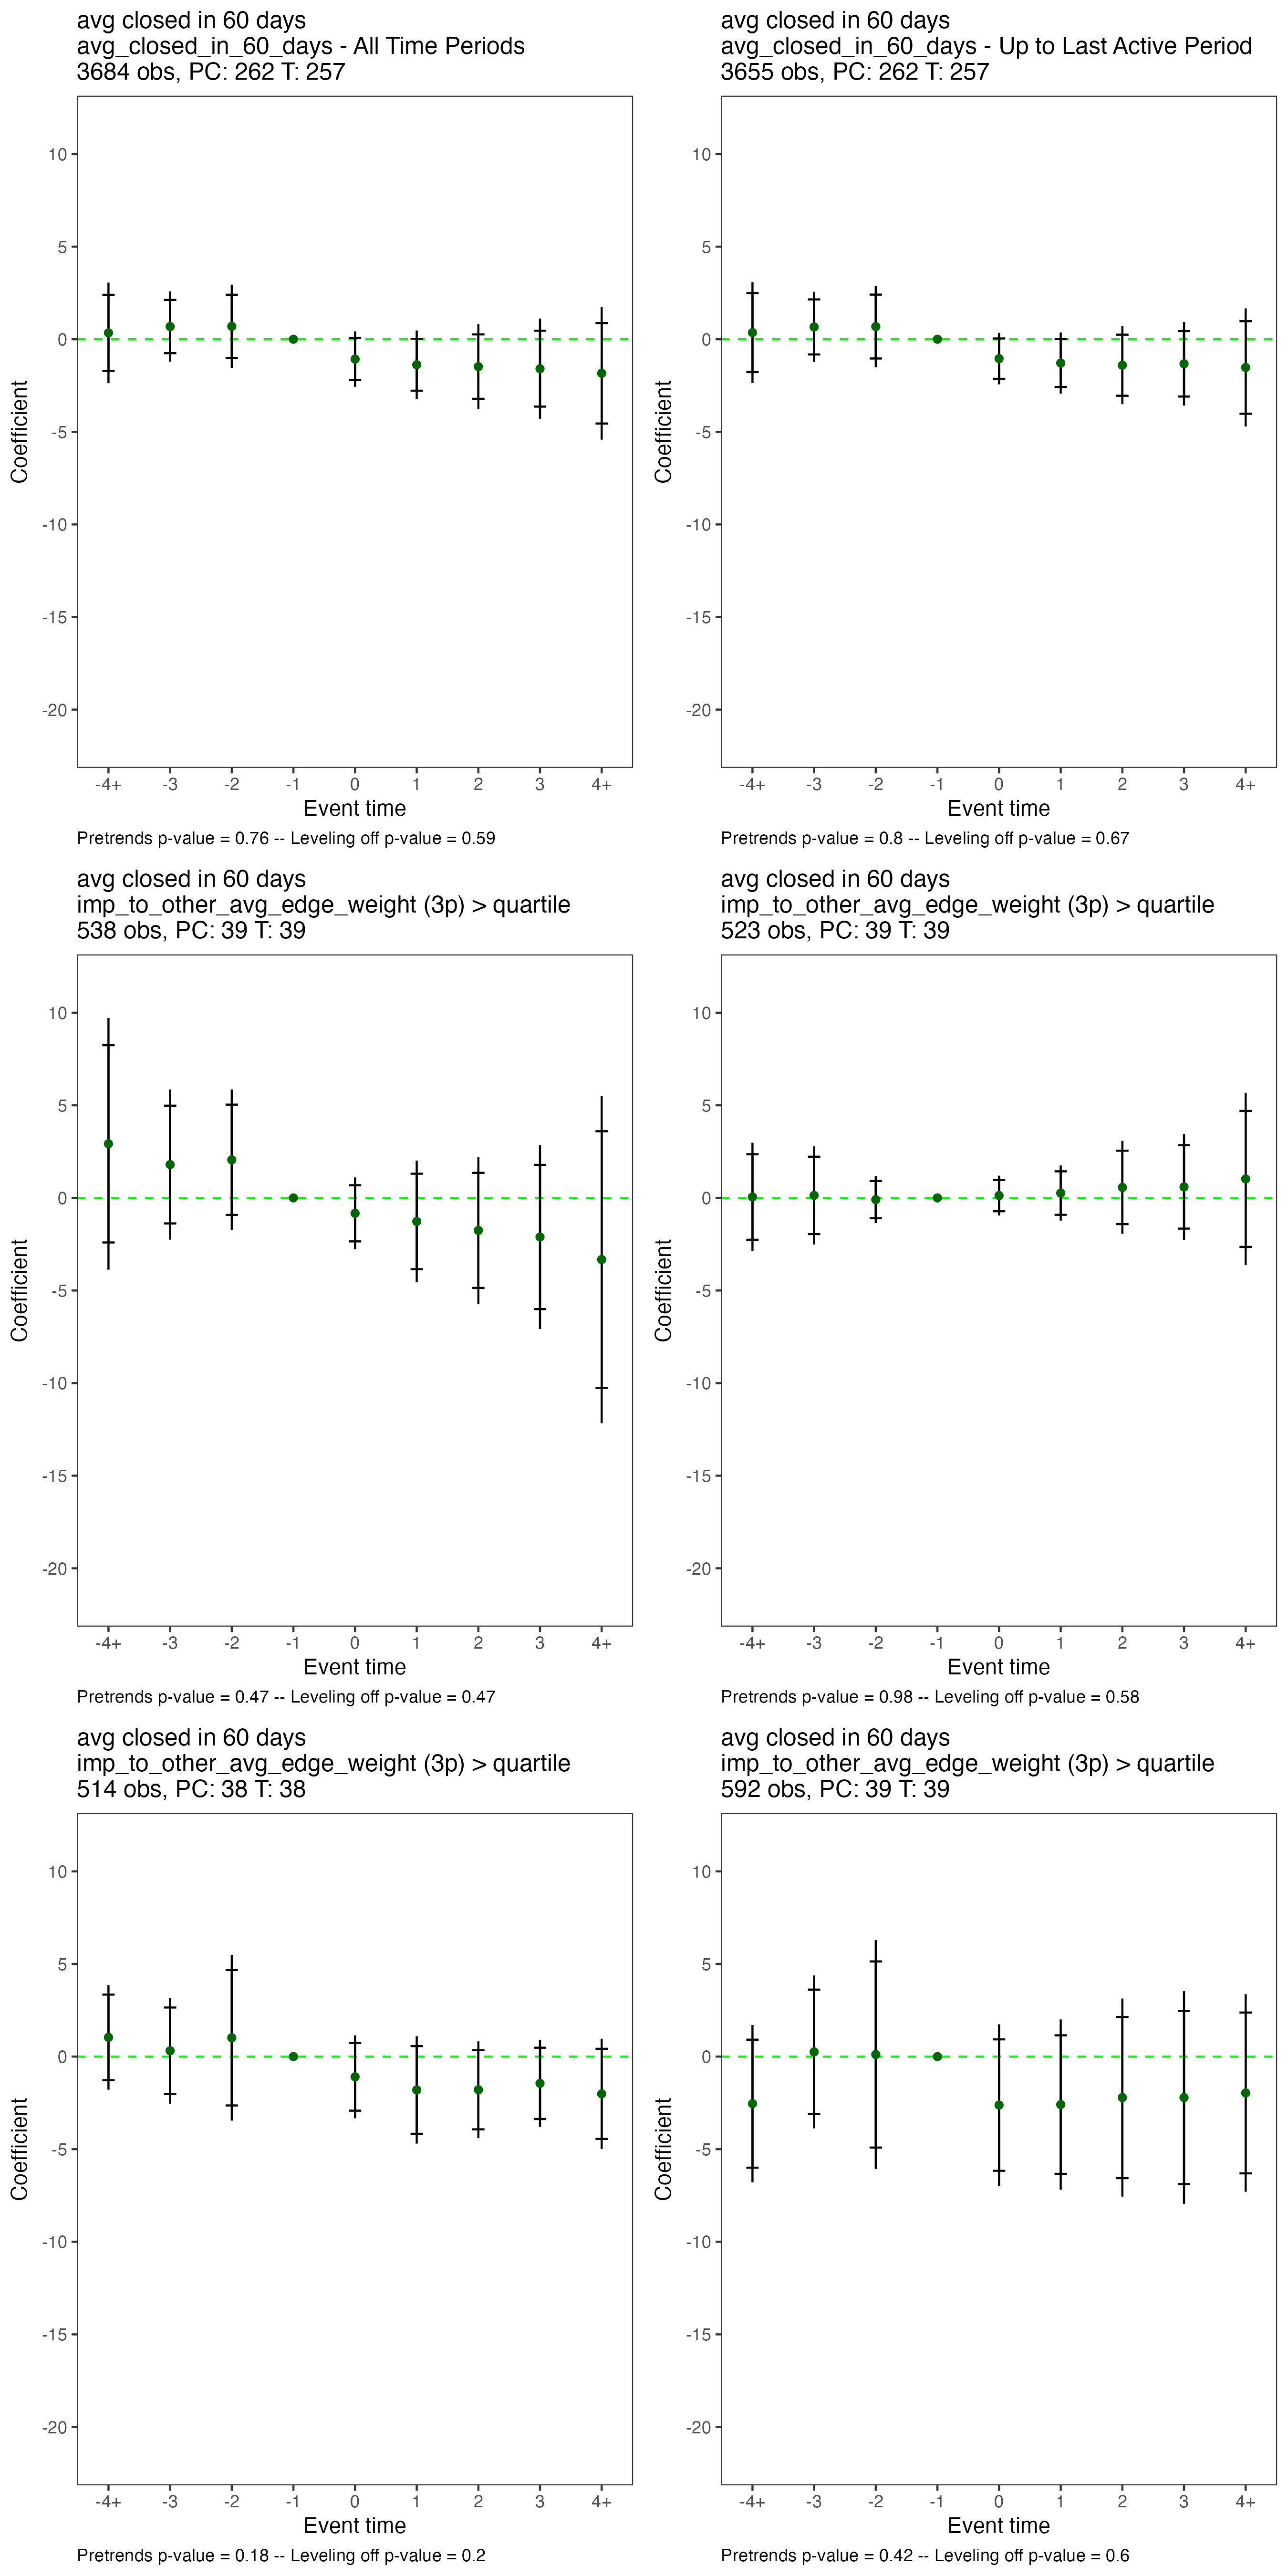 avg closed in 60 days
avg_closed_in_60_days - All Time Periods
3684 obs, PC: 262 T: 257
10
5
0
-5
-10
-15
-20
Coefficient
-4+ -3 -2 -1 0 1 2 3 4+
Event time
Pretrends p-value = 0.76 -- Leveling off p-value = 0.59
avg closed in 60 days
avg_closed_in_60_days - Up to Last Active Period
3655 obs, PC: 262 T: 257
10
5
0
-5
-10
-15
-20
Coefficient
-4+ -3 -2 -1 0 1 2 3 4+
Event time
Pretrends p-value = 0.8 -- Leveling off p-value = 0.67
avg closed in 60 days
imp_to_other_avg_edge_weight (3p) > quartile
538 obs, PC: 39 T: 39
10
5
0
-5
-10
-15
-20
Coefficient
-4+ -3 -2 -1 0 1 2 3 4+
Event time
Pretrends p-value = 0.47 -- Leveling off p-value = 0.47
avg closed in 60 days
imp_to_other_avg_edge_weight (3p) > quartile
523 obs, PC: 39 T: 39
10
5
0
-5
-10
-15
-20
Coefficient
-4+ -3 -2 -1 0 1 2 3 4+
Event time
Pretrends p-value = 0.98 -- Leveling off p-value = 0.58
avg closed in 60 days
imp_to_other_avg_edge_weight (3p) > quartile
514 obs, PC: 38 T: 38
10
5
0
-5
-10
-15
-20
Coefficient
-4+ -3 -2 -1 0 1 2 3 4+
Event time
Pretrends p-value = 0.18 -- Leveling off p-value = 0.2
avg closed in 60 days
imp_to_other_avg_edge_weight (3p) > quartile
592 obs, PC: 39 T: 39
10
5
0
-5
-10
-15
-20
Coefficient
-4+ -3 -2 -1 0 1 2 3 4+
Event time
Pretrends p-value = 0.42 -- Leveling off p-value = 0.6